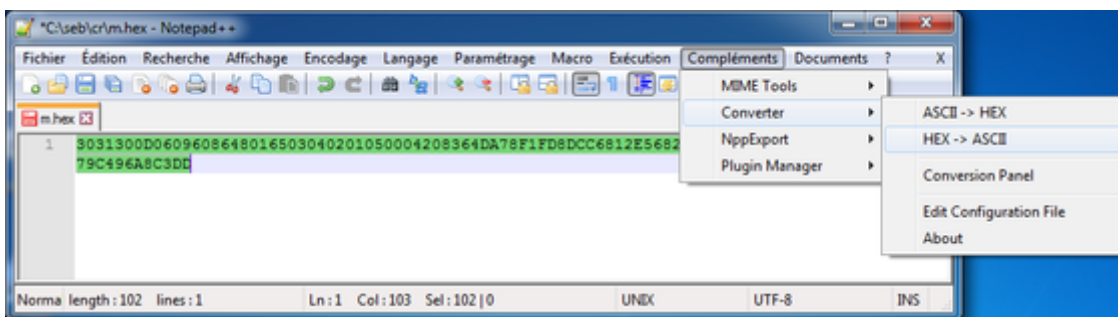 *C:\seb\cr\m.hex - Notepad++
Fichier Édition Recherche Affichage Encodage Langage Paramétrage Macro Exécution Compléments Documents ? X
m.hex
MIME Tools
Converter
NppExport
Plugin Manager
ASCII -> HEX
HEX -> ASCII
Conversion Panel
Edit Configuration File
About
1 3031300D0609608648016503040201050004208364DA78F1FD8DCC6812E5682
79C496A8C3DD
Norma length : 102 lines : 1 Ln : 1 Col : 103 Sel : 102 | 0 UNIX UTF-8 INS